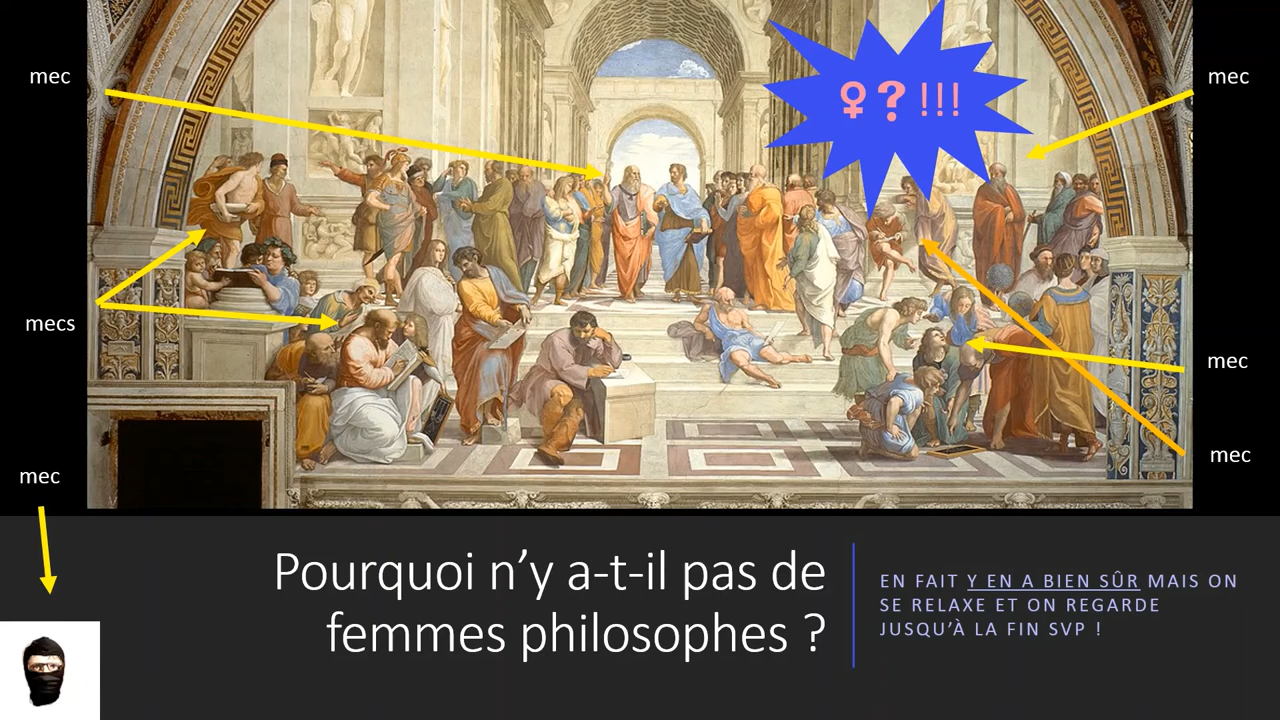 mec
mec
♀?!!!
mecs
mec
mec
mec
Pourquoi n’y a-t-il pas de
femmes philosophes ?
EN FAIT Y EN A BIEN SÛR MAIS ON
SE RELAXE ET ON REGARDE
JUSQU’À LA FIN SVP !